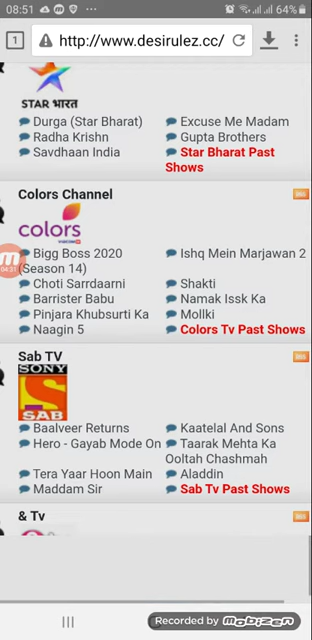 08:51
64%
1
http://www.desirulez.cc/
STAR भारत
Durga (Star Bharat)
Excuse Me Madam
Radha Krishn
Gupta Brothers
Savdhaan India
Star Bharat Past
Shows
Colors Channel
colors
04:31
Bigg Boss 2020
(Season 14)
Ishq Mein Marjawan 2
Choti Sarrdaarni
Shakti
Barrister Babu
Namak Issk Ka
Pinjara Khubsurti Ka
Mollki
Naagin 5
Colors Tv Past Shows
Sab TV
SONY
SAB
Baalveer Returns
Kaatelal And Sons
Hero - Gayab Mode On
Taarak Mehta Ka
Ooltah Chashmah
Tera Yaar Hoon Main
Aladdin
Maddam Sir
Sab Tv Past Shows
& Tv
Recorded by Mobizen